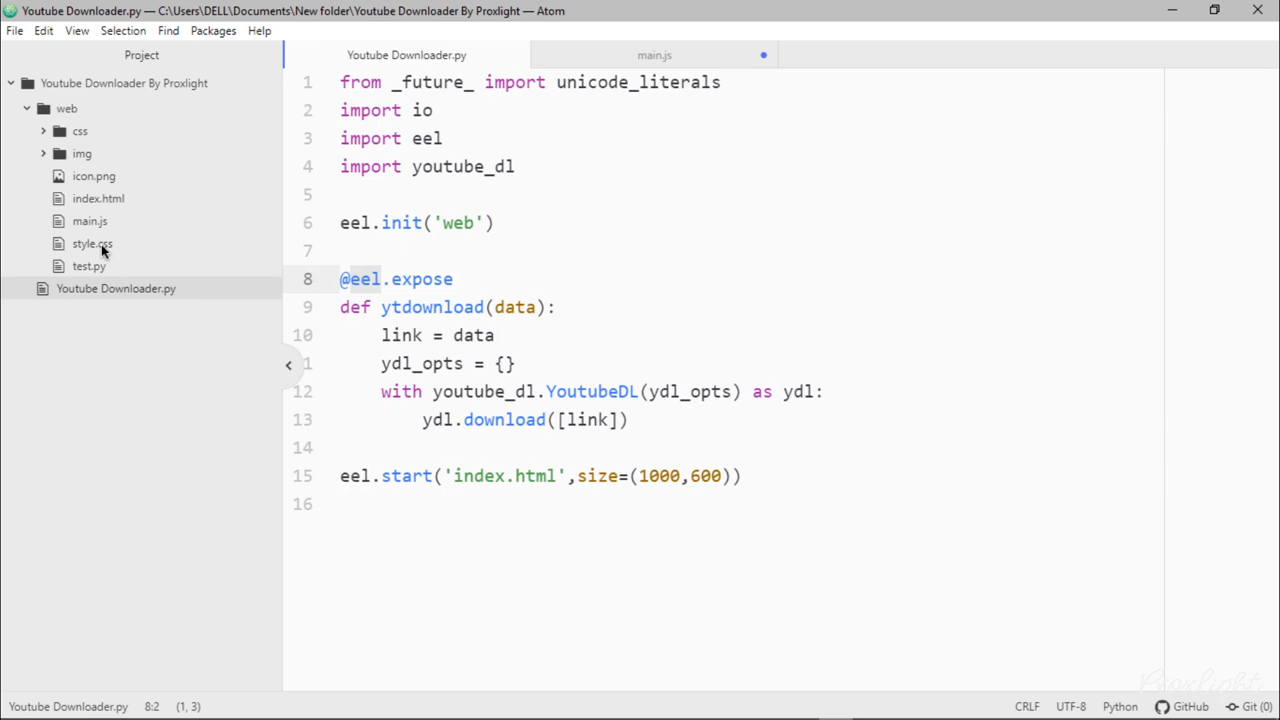 Youtube Downloader.py — C:\Users\DELL\Documents\New folder\Youtube Downloader By Proxlight — Atom
File Edit View Selection Find Packages Help
Project
Youtube Downloader.py
main.js
Youtube Downloader By Proxlight
web
css
img
icon.png
index.html
main.js
style.css
test.py
Youtube Downloader.py
1 from _future_ import unicode_literals
2 import io
3 import eel
4 import youtube_dl
5
6 eel.init('web')
7
8 @eel.expose
9 def ytdownload(data):
10 link = data
1 ydl_opts = {}
12 with youtube_dl.YoutubeDL(ydl_opts) as ydl:
13 ydl.download([link])
14
15 eel.start('index.html',size=(1000,600))
16
Proxlight
Youtube Downloader.py 8:2 (1, 3) CRLF UTF-8 Python GitHub Git (0)